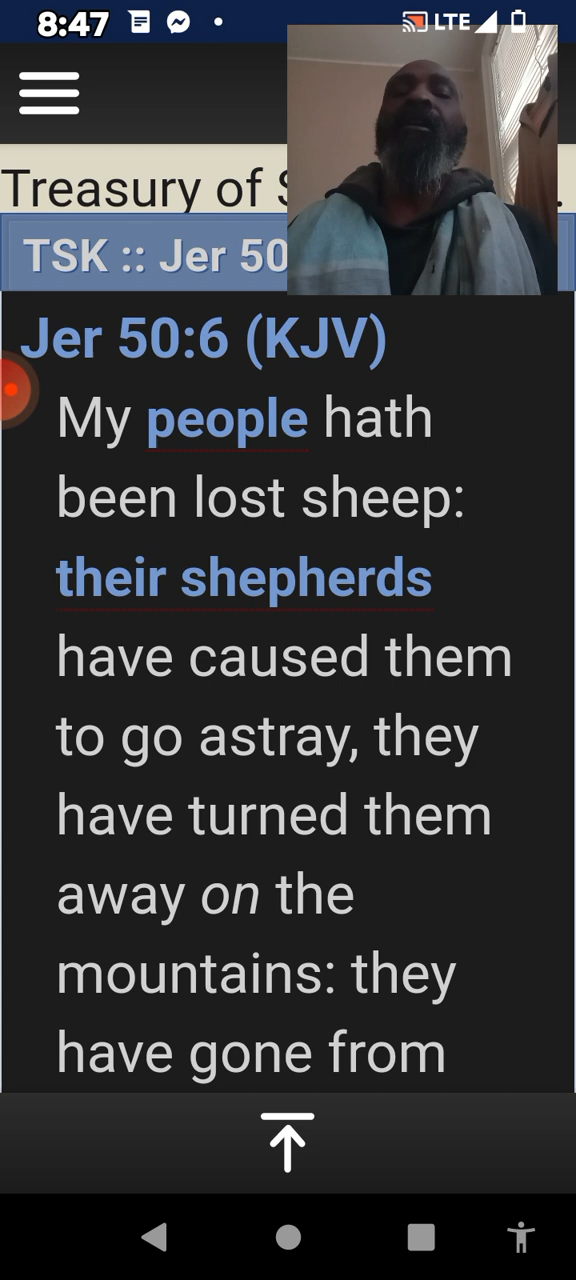 8:47 LTE
Treasury of
TSK :: Jer 50
Jer 50:6 (KJV)
My people hath
been lost sheep:
their shepherds
have caused them
to go astray, they
have turned them
away on the
mountains: they
have gone from